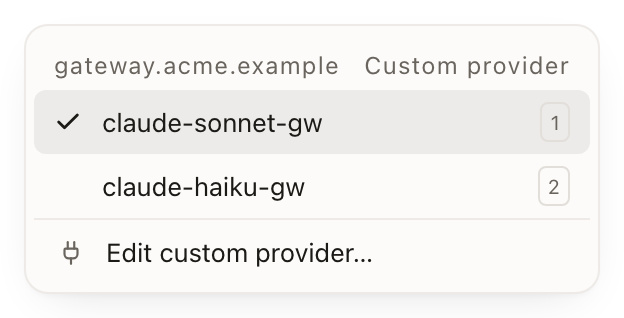 gateway.acme.example Custom provider
claude-sonnet-gw 1
claude-haiku-gw 2
Edit custom provider...